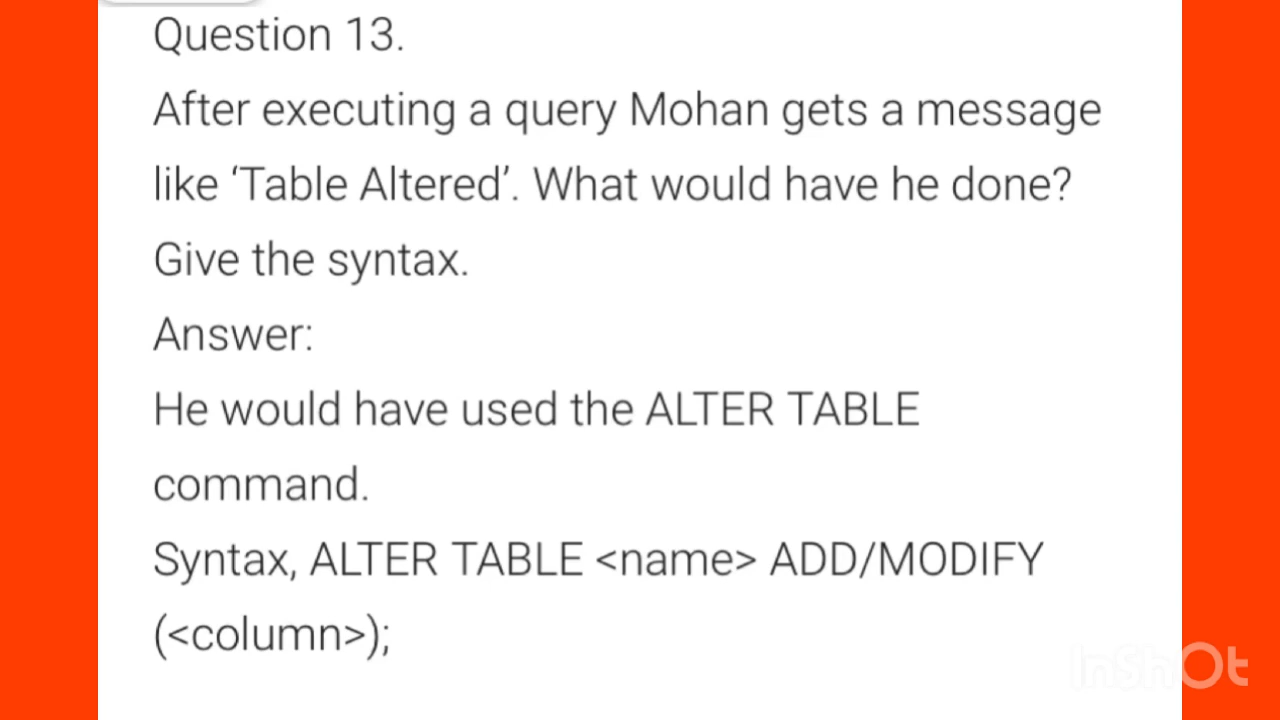 Question 13.
After executing a query Mohan gets a message
like ‘Table Altered’. What would have he done?
Give the syntax.
Answer:
He would have used the ALTER TABLE
command.
Syntax, ALTER TABLE <name> ADD/MODIFY
(<column>);
InShOt